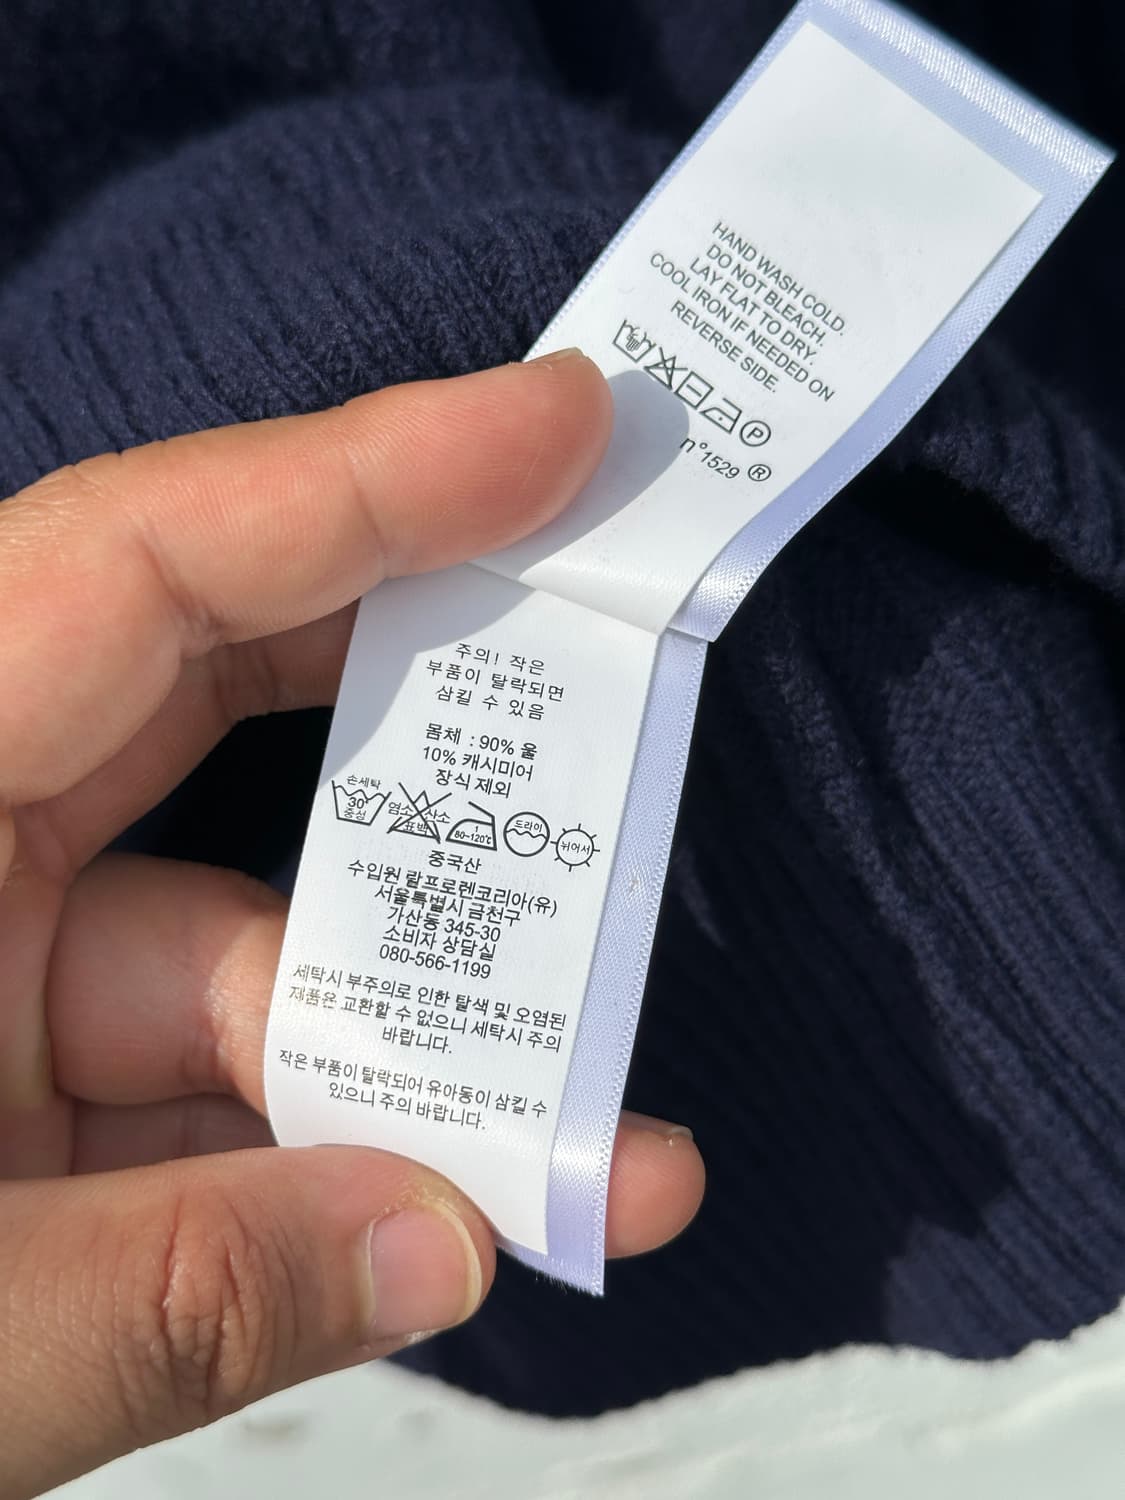 HAND WASH COLD.
DO NOT BLEACH.
LAY FLAT TO DRY.
COOL IRON IF NEEDED ON
REVERSE SIDE.
P
n°1529 ®
주의! 작은
부품이 탈락되면
삼킬 수 있음
몸체 : 90% 울
10% 캐시미어
장식 제외
손세탁
30°
중성
염소 산소
표백
1
80~120℃
드라이
뉘어서
중국산
수입원 랄프로렌코리아(유)
서울특별시 금천구
가산동 345-30
소비자 상담실
080-566-1199
세탁시 부주의로 인한 탈색 및 오염된
제품은 교환할 수 없으니 세탁시 주의
바랍니다.
작은 부품이 탈락되어 유아동이 삼킬 수
있으니 주의 바랍니다.